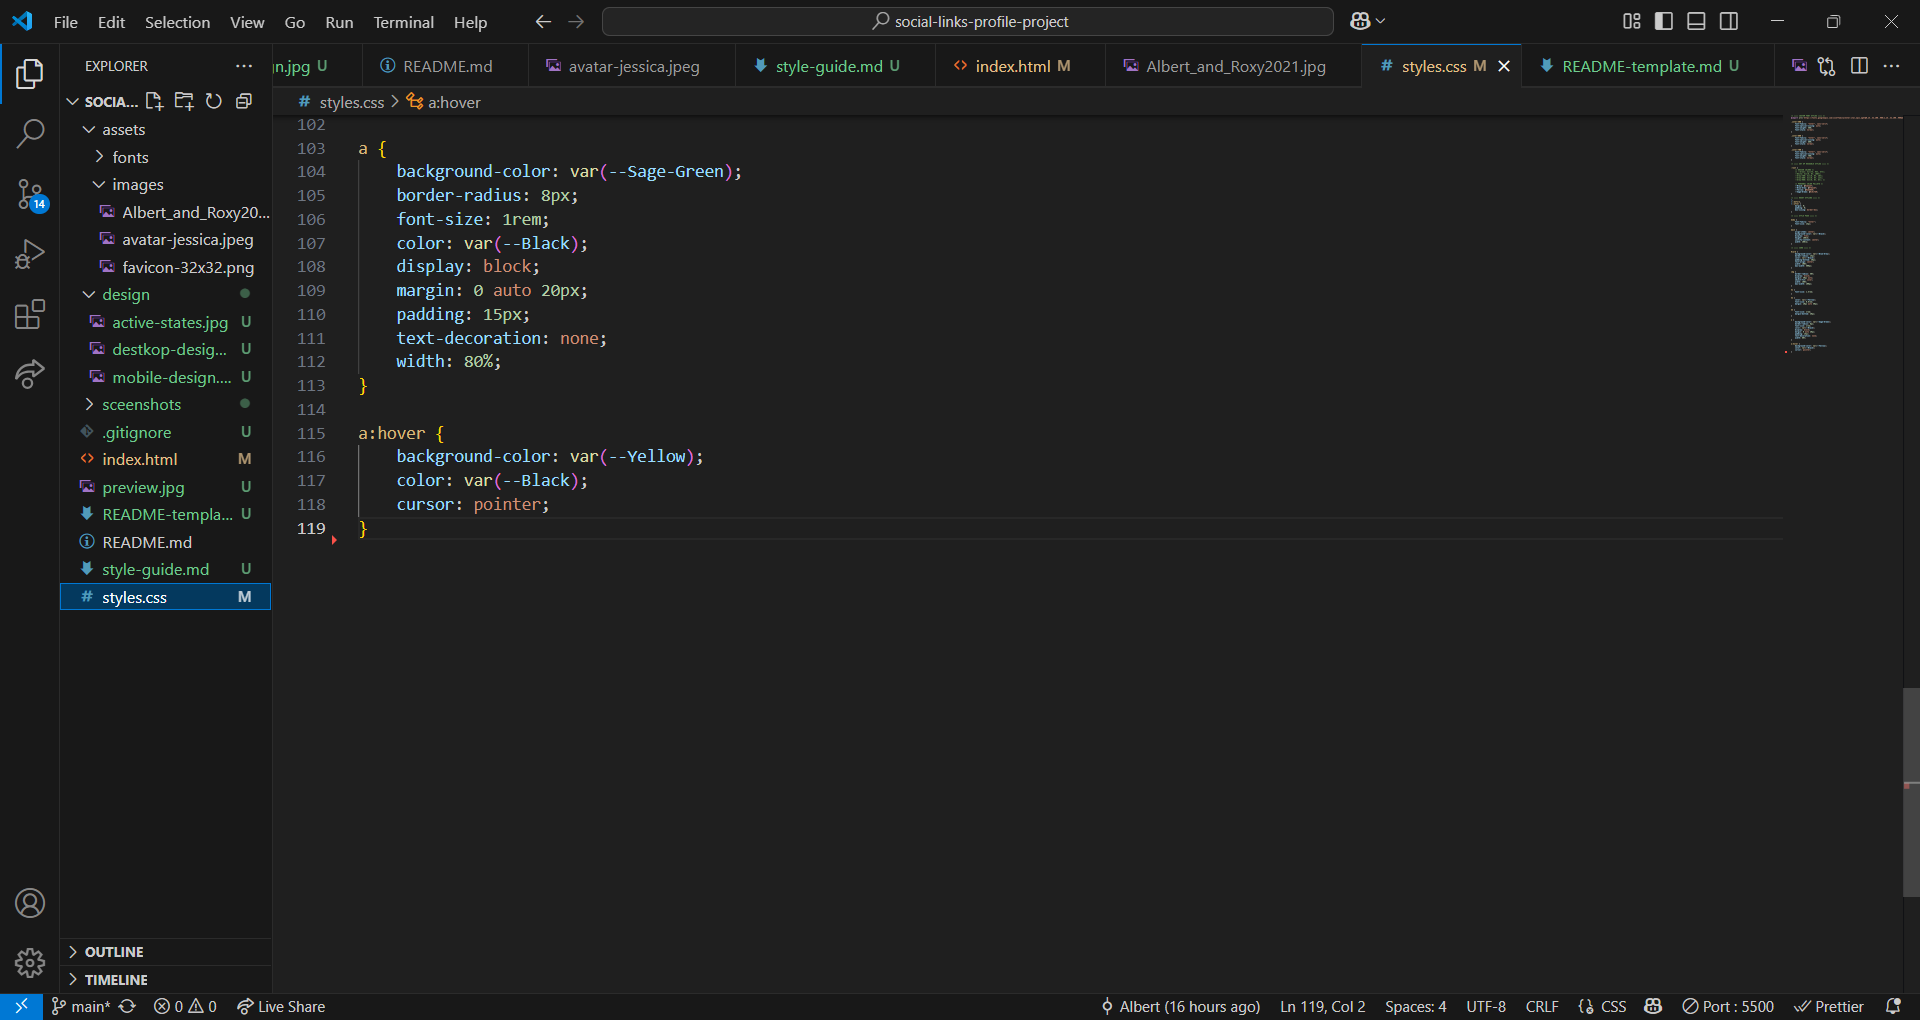 File Edit Selection View Go Run Terminal Help
social-links-profile-project
EXPLORER
n.jpg U
README.md
avatar-jessica.jpeg
style-guide.md U
index.html M
Albert_and_Roxy2021.jpg
styles.css M
README-template.md U
SOCIA...
styles.css > a:hover
assets
fonts
images
Albert_and_Roxy20...
avatar-jessica.jpeg
favicon-32x32.png
design
active-states.jpg U
destkop-desig... U
mobile-design.... U
sceenshots
.gitignore U
index.html M
preview.jpg U
README-templa... U
README.md
style-guide.md U
styles.css M
14
102
103 a {
104 background-color: var(--Sage-Green);
105 border-radius: 8px;
106 font-size: 1rem;
107 color: var(--Black);
108 display: block;
109 margin: 0 auto 20px;
110 padding: 15px;
111 text-decoration: none;
112 width: 80%;
113 }
114
115 a:hover {
116 background-color: var(--Yellow);
117 color: var(--Black);
118 cursor: pointer;
119 }
OUTLINE
TIMELINE
main* 0 0 Live Share
Albert (16 hours ago) Ln 119, Col 2 Spaces: 4 UTF-8 CRLF CSS Port : 5500 Prettier